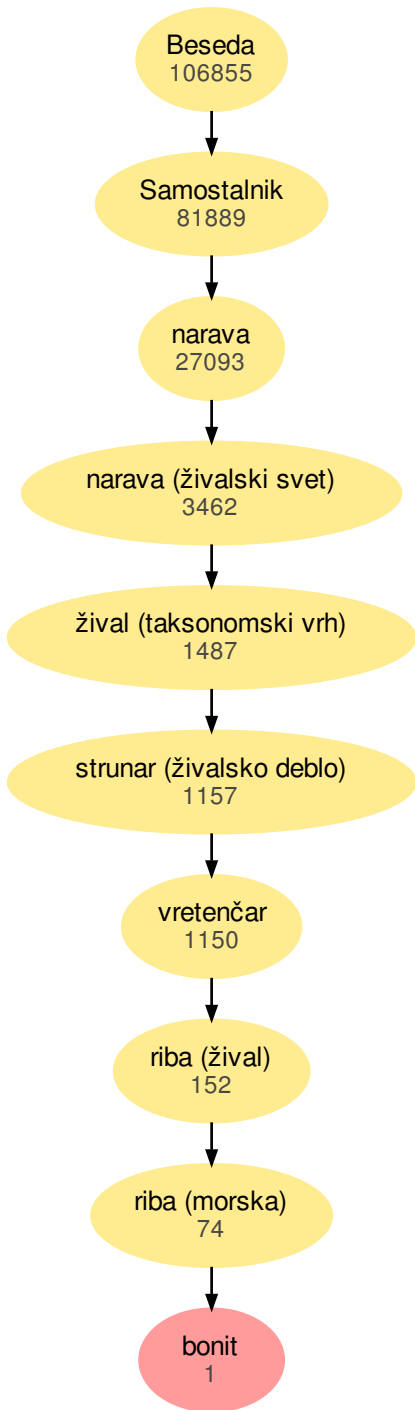 Beseda
106855
Samostalnik
81889
narava
27093
narava (živalski svet)
3462
žival (taksonomski vrh)
1487
strunar (živalsko deblo)
1157
vretenčar
1150
riba (žival)
152
riba (morska)
74
bonit
1